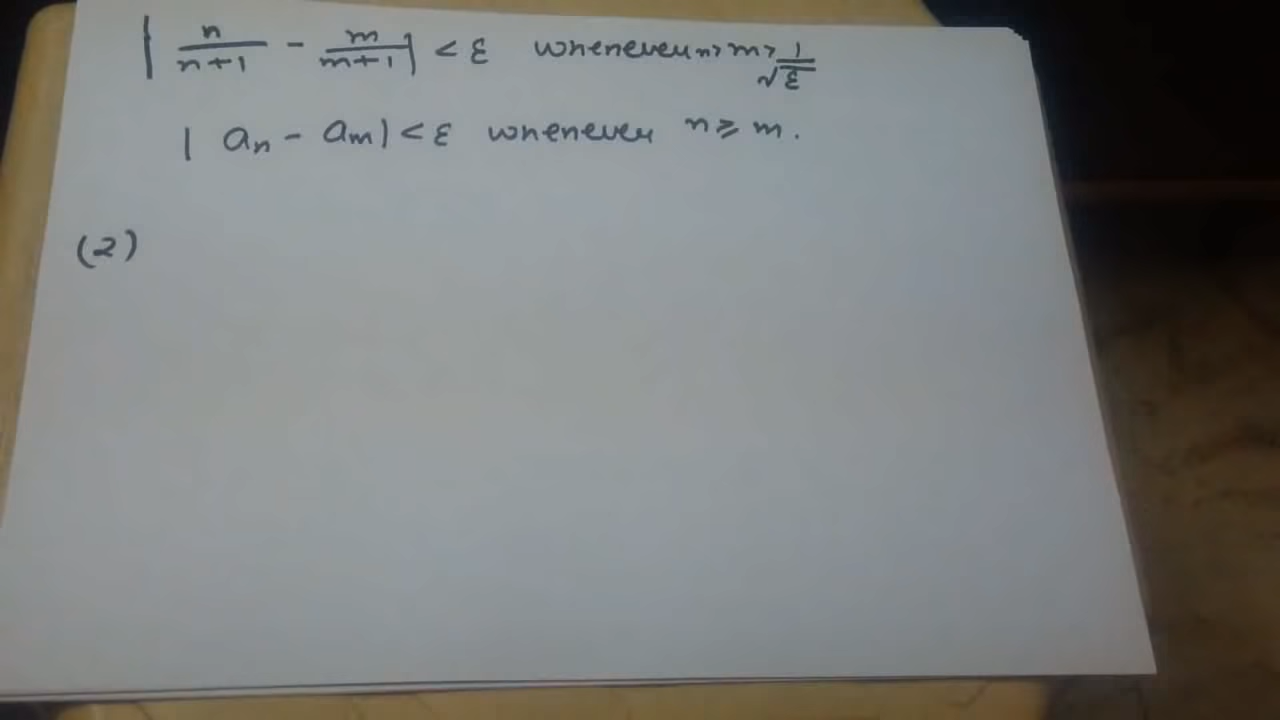 | n/(n+1) - m/(m+1) | < ε whenever n > m > 1/√ε
| aₙ - aₘ | < ε whenever n ≥ m.
(2)